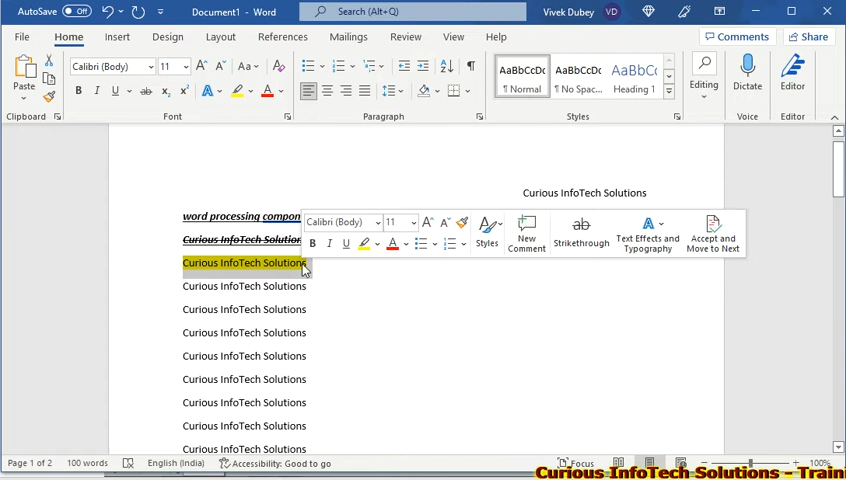 AutoSave Off Document1 - Word Search (Alt+Q) Vivek Dubey VD
File Home Insert Design Layout References Mailings Review View Help Comments Share
Paste
Clipboard
Calibri (Body) 11
Font
Paragraph
AaBbCcDc AaBbCcDc AaBbCc
¶ Normal ¶ No Spac... Heading 1
Styles
Editing
Dictate
Voice
Editor
Editor
Curious InfoTech Solutions
word processing
Curious InfoTech Solution
Curious InfoTech Solutions
Calibri (Body) 11
Styles
New Comment
Strikethrough
Text Effects and Typography
Accept and Move to Next
Curious InfoTech Solutions
Curious InfoTech Solutions
Curious InfoTech Solutions
Curious InfoTech Solutions
Curious InfoTech Solutions
Curious InfoTech Solutions
Curious InfoTech Solutions
Curious InfoTech Solutions
Page 1 of 2 100 words English (India) Accessibility: Good to go Focus 100%
Curious InfoTech Solutions - Traini